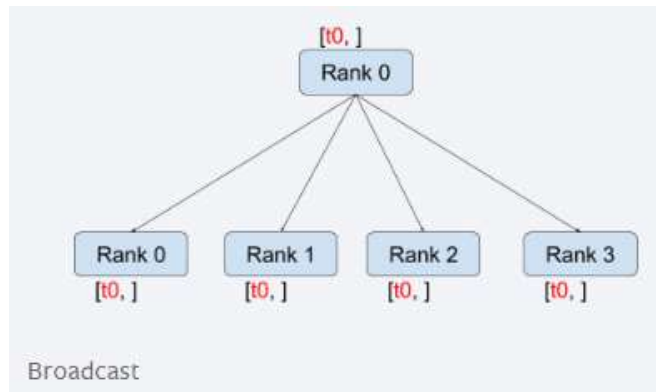 [t0, ]
Rank 0
Rank 0 Rank 1 Rank 2 Rank 3
[t0, ] [t0, ] [t0, ] [t0, ]
Broadcast